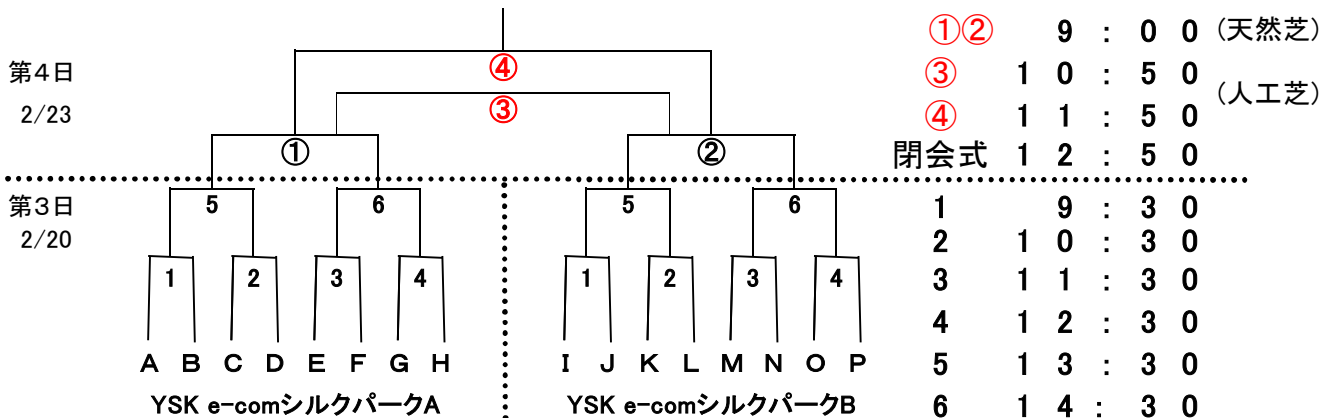 ①② 9:00 (天然芝)
第4日 ④ ③ 10:50
2/23 ③ ④ 11:50 (人工芝)
① ② 閉会式 12:50
第3日 5 6 5 6 1 9:30
2/20 2 10:30
1 2 3 4 1 2 3 4 3 11:30
4 12:30
A B C D E F G H I J K L M N O P 5 13:30
YSK e-comシルクパークA YSK e-comシルクパークB 6 14:30